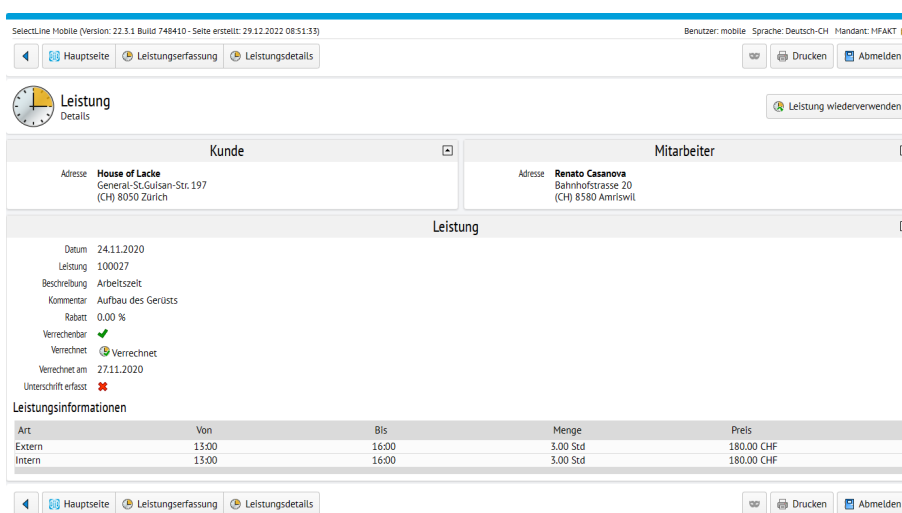 SelectLine Mobile (Version: 22.3.1 Build 748410 - Seite erstellt: 29.12.2022 08:51:33) Benutzer: mobile Sprache: Deutsch-CH Mandant: MFAKT |
Hauptseite Leistungserfassung Leistungsdetails Drucken Abmelden
Leistung
Details
Leistung wiederverwenden
Kunde
Adresse House of Lacke
General-St.Guisan-Str. 197
(CH) 8050 Zürich
Mitarbeiter
Adresse Renato Casanova
Bahnhofstrasse 20
(CH) 8580 Amriswil
Leistung
Datum 24.11.2020
Leistung 100027
Beschreibung Arbeitszeit
Kommentar Aufbau des Gerüsts
Rabatt 0.00 %
Verrechenbar
Verrechnet Verrechnet
Verrechnet am 27.11.2020
Unterschrift erfasst
Leistungsinformationen
Art Von Bis Menge Preis
Extern 13:00 16:00 3.00 Std 180.00 CHF
Intern 13:00 16:00 3.00 Std 180.00 CHF
Hauptseite Leistungserfassung Leistungsdetails Drucken Abmelden